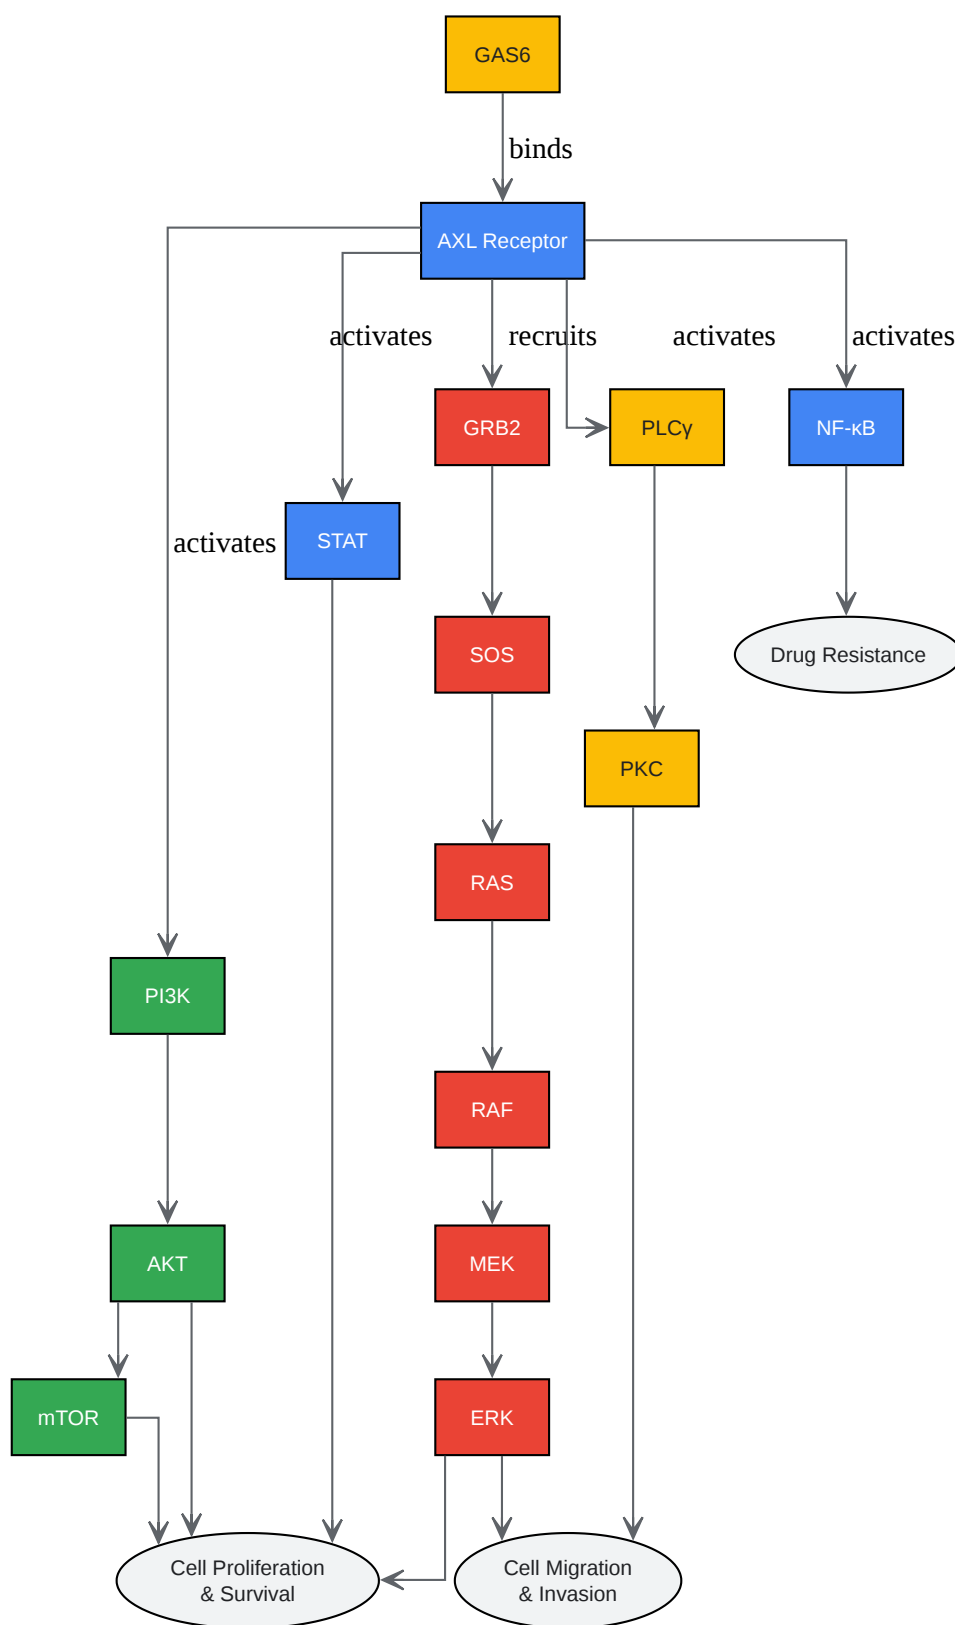 GAS6
binds
AXL Receptor
activates
recruits
activates
activates
GRB2
PLCγ
NF-κB
activates
STAT
SOS
Drug Resistance
PKC
RAS
PI3K
RAF
AKT
MEK
mTOR
ERK
Cell Proliferation
& Survival
Cell Migration
& Invasion